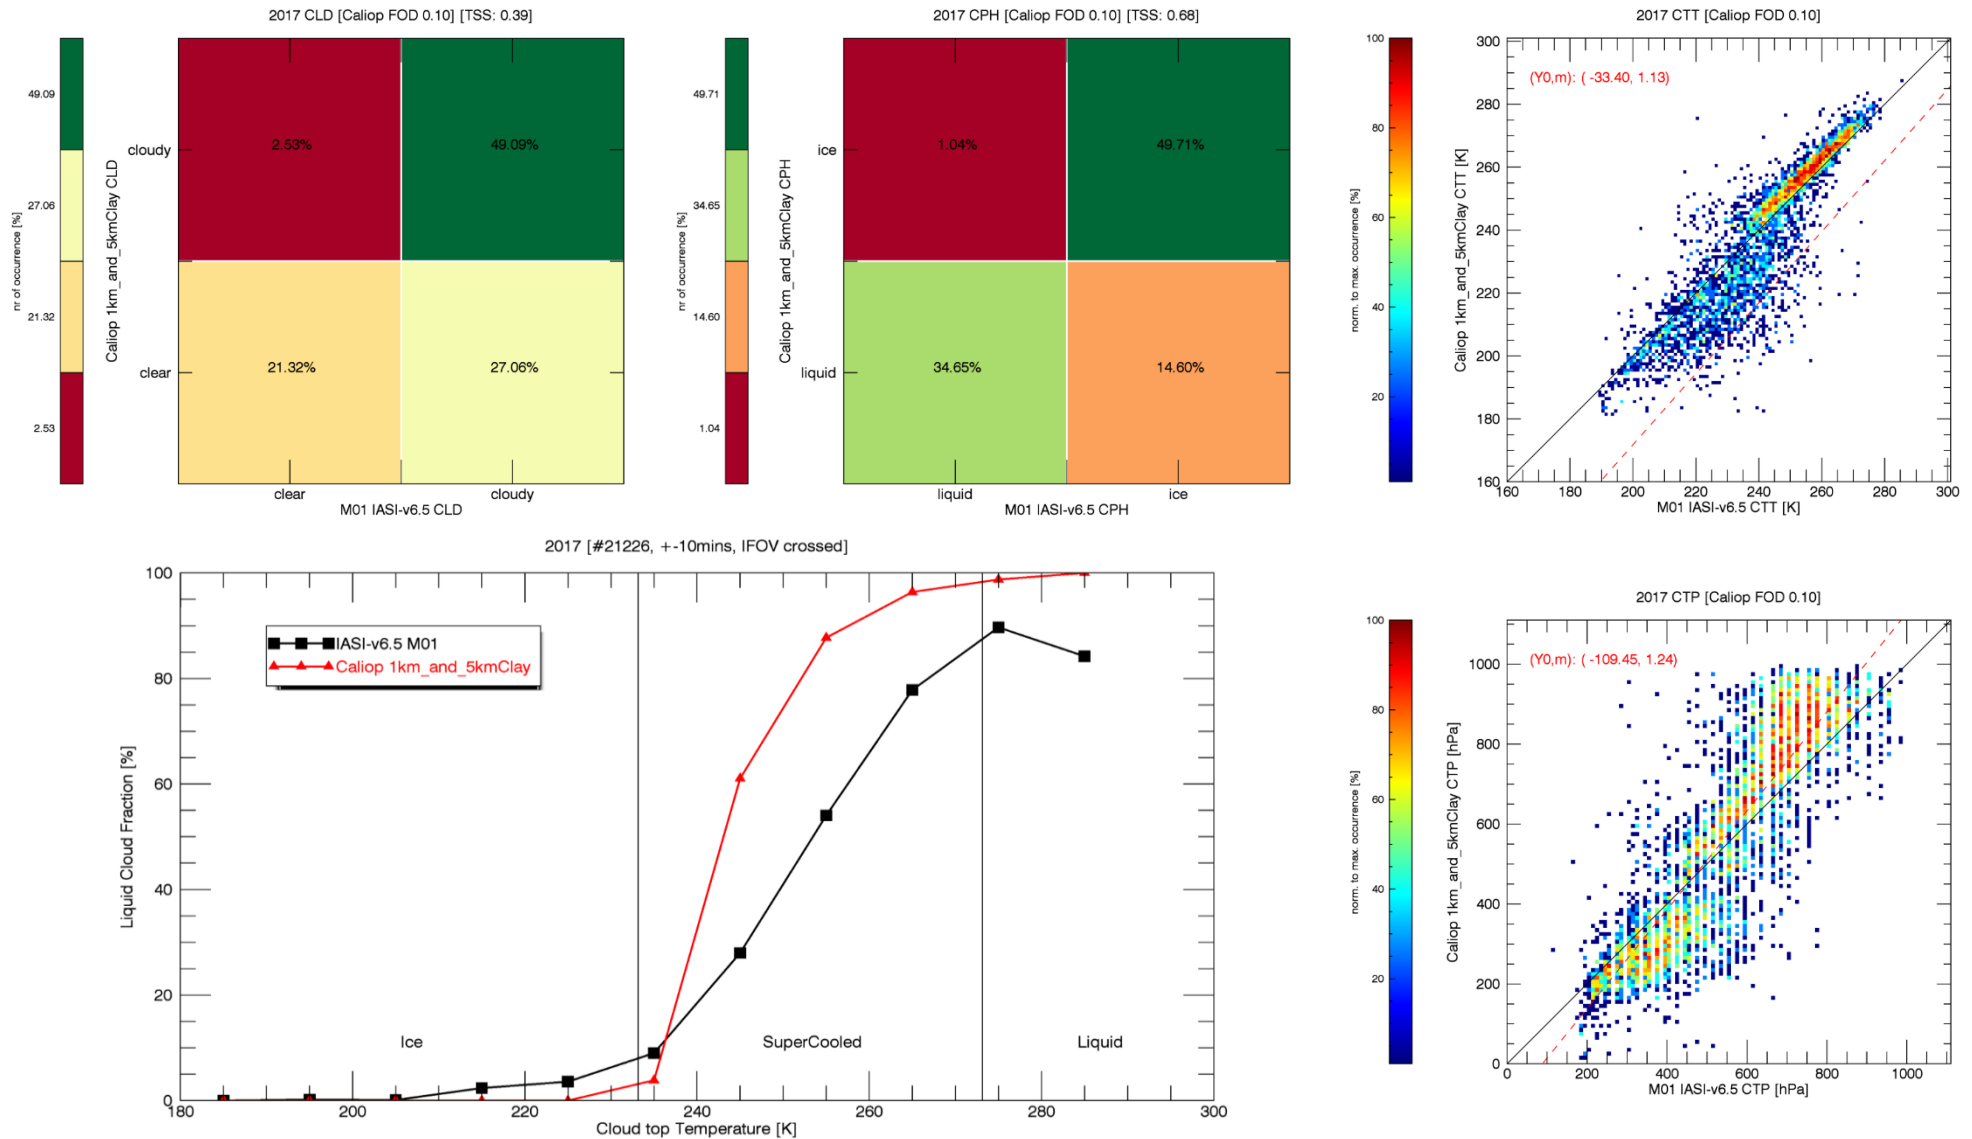 2017 CLD [Caliop FOD 0.10] [TSS: 0.39]
49.09
27.06
21.32
2.53
nr of occurrence [%]
Caliop 1km_and_5kmClay CLD
cloudy
clear
2.53%
49.09%
21.32%
27.06%
clear
cloudy
M01 IASI-v6.5 CLD
2017 CPH [Caliop FOD 0.10] [TSS: 0.68]
49.71
34.65
14.60
1.04
nr of occurrence [%]
Caliop 1km_and_5kmClay CPH
ice
liquid
1.04%
49.71%
34.65%
14.60%
liquid
ice
M01 IASI-v6.5 CPH
2017 CTT [Caliop FOD 0.10]
100
80
60
40
20
norm. to max. occurrence [%]
Caliop 1km_and_5kmClay CTT [K]
(Y0,m): ( -33.40, 1.13)
300
280
260
240
220
200
180
160
160
180
200
220
240
260
280
300
M01 IASI-v6.5 CTT [K]
2017 [#21226, +-10mins, IFOV crossed]
100
80
60
40
20
0
Liquid Cloud Fraction [%]
IASI-v6.5 M01
Caliop 1km_and_5kmClay
Ice
SuperCooled
Liquid
180
200
220
240
260
280
300
Cloud top Temperature [K]
2017 CTP [Caliop FOD 0.10]
100
80
60
40
20
norm. to max. occurrence [%]
Caliop 1km_and_5kmClay CTP [hPa]
(Y0,m): ( -109.45, 1.24)
1000
800
600
400
200
0
0
200
400
600
800
1000
M01 IASI-v6.5 CTP [hPa]